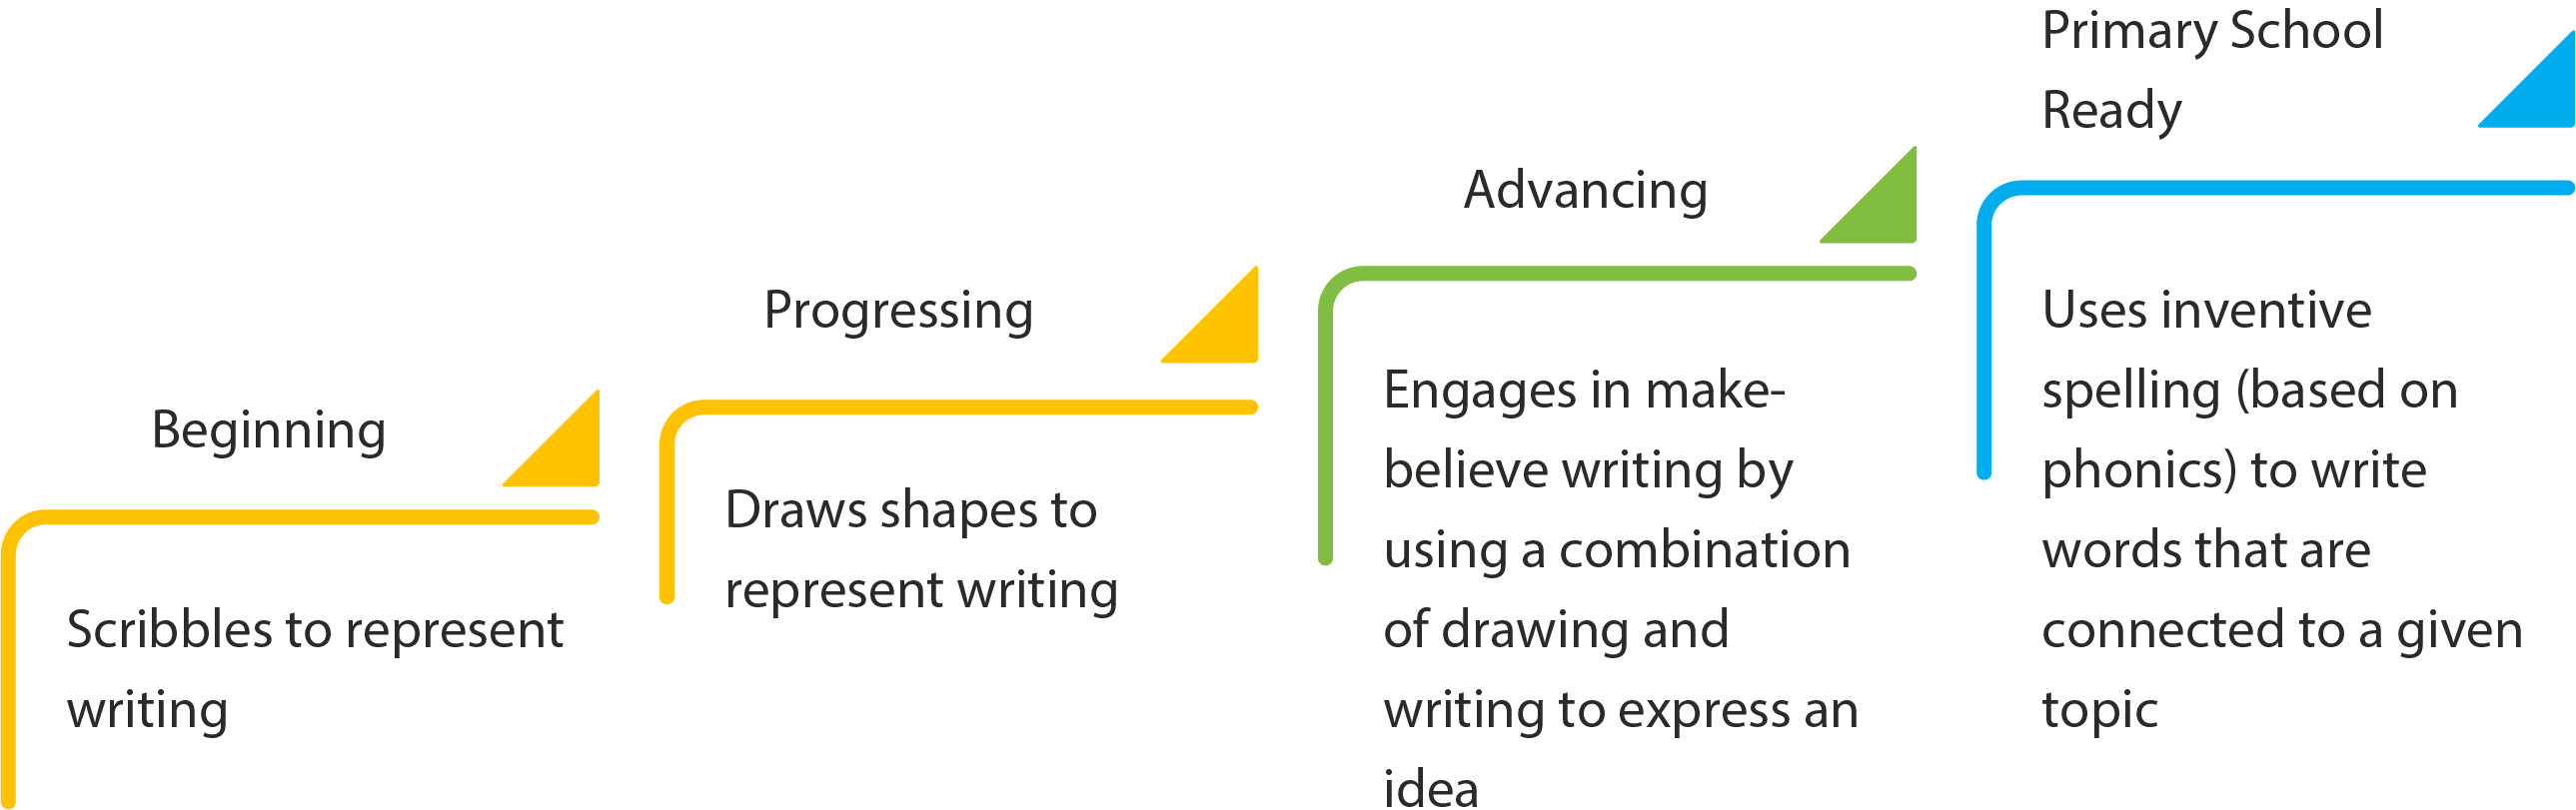 Beginning
Scribbles to represent
writing
Progressing
Draws shapes to
represent writing
Advancing
Engages in make-
believe writing by
using a combination
of drawing and
writing to express an
idea
Primary School
Ready
Uses inventive
spelling (based on
phonics) to write
words that are
connected to a given
topic